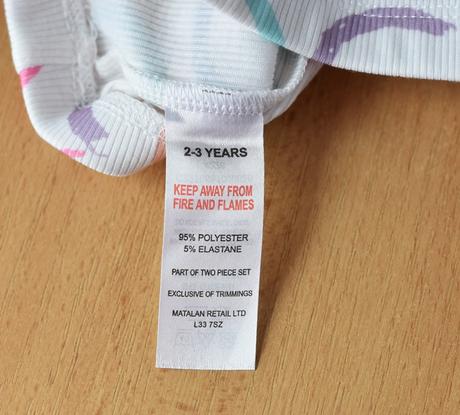 2-3 YEARS
KEEP AWAY FROM
FIRE AND FLAMES
95% POLYESTER
5% ELASTANE
PART OF TWO PIECE SET
EXCLUSIVE OF TRIMMINGS
MATALAN RETAIL LTD
L33 7SZ